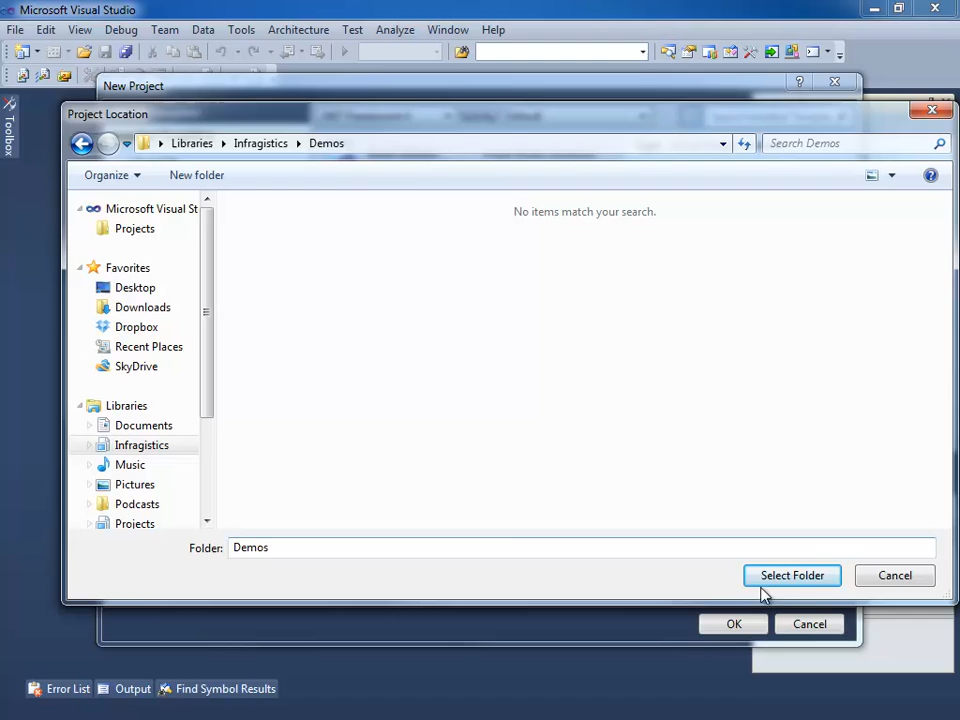 Microsoft Visual Studio
File Edit View Debug Team Data Tools Architecture Test Analyze Window Help
New Project
Project Location
Libraries Infragistics Demos
Search Demos
Organize New folder
Toolbox
Microsoft Visual St
Projects
Favorites
Desktop
Downloads
Dropbox
Recent Places
SkyDrive
Libraries
Documents
Infragistics
Music
Pictures
Podcasts
Projects
No items match your search.
Folder: Demos
Select Folder Cancel
OK Cancel
Error List Output Find Symbol Results